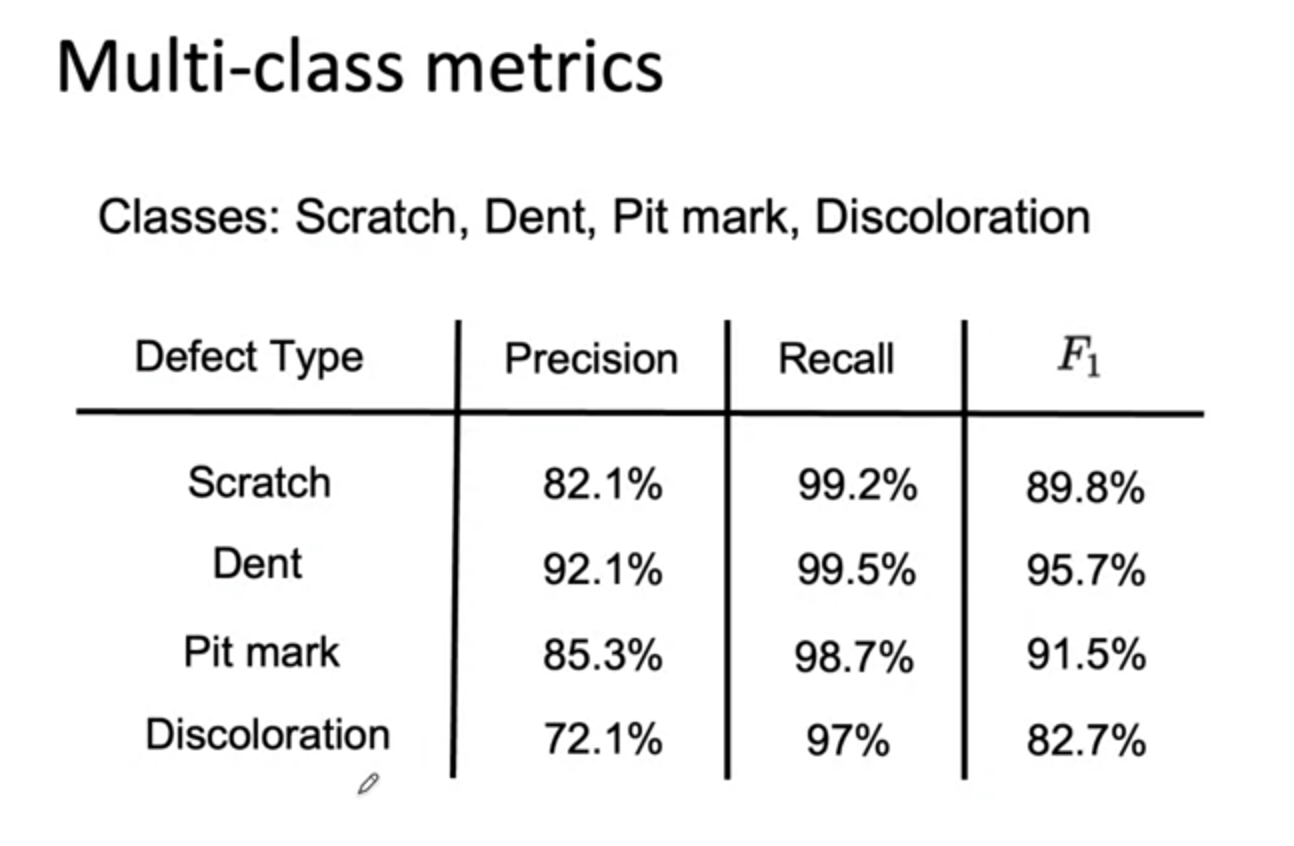 Multi-class metrics
Classes: Scratch, Dent, Pit mark, Discoloration
Defect Type Precision Recall F₁
Scratch 82.1% 99.2% 89.8%
Dent 92.1% 99.5% 95.7%
Pit mark 85.3% 98.7% 91.5%
Discoloration 72.1% 97% 82.7%